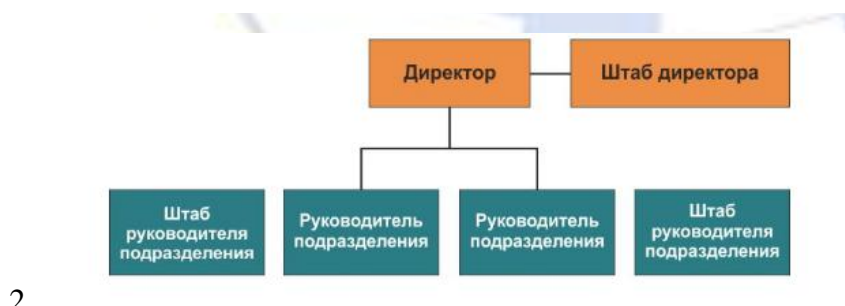 Директор
Штаб директора
Штаб
руководителя
подразделения
Руководитель
подразделения
Руководитель
подразделения
Штаб
руководителя
подразделения
2